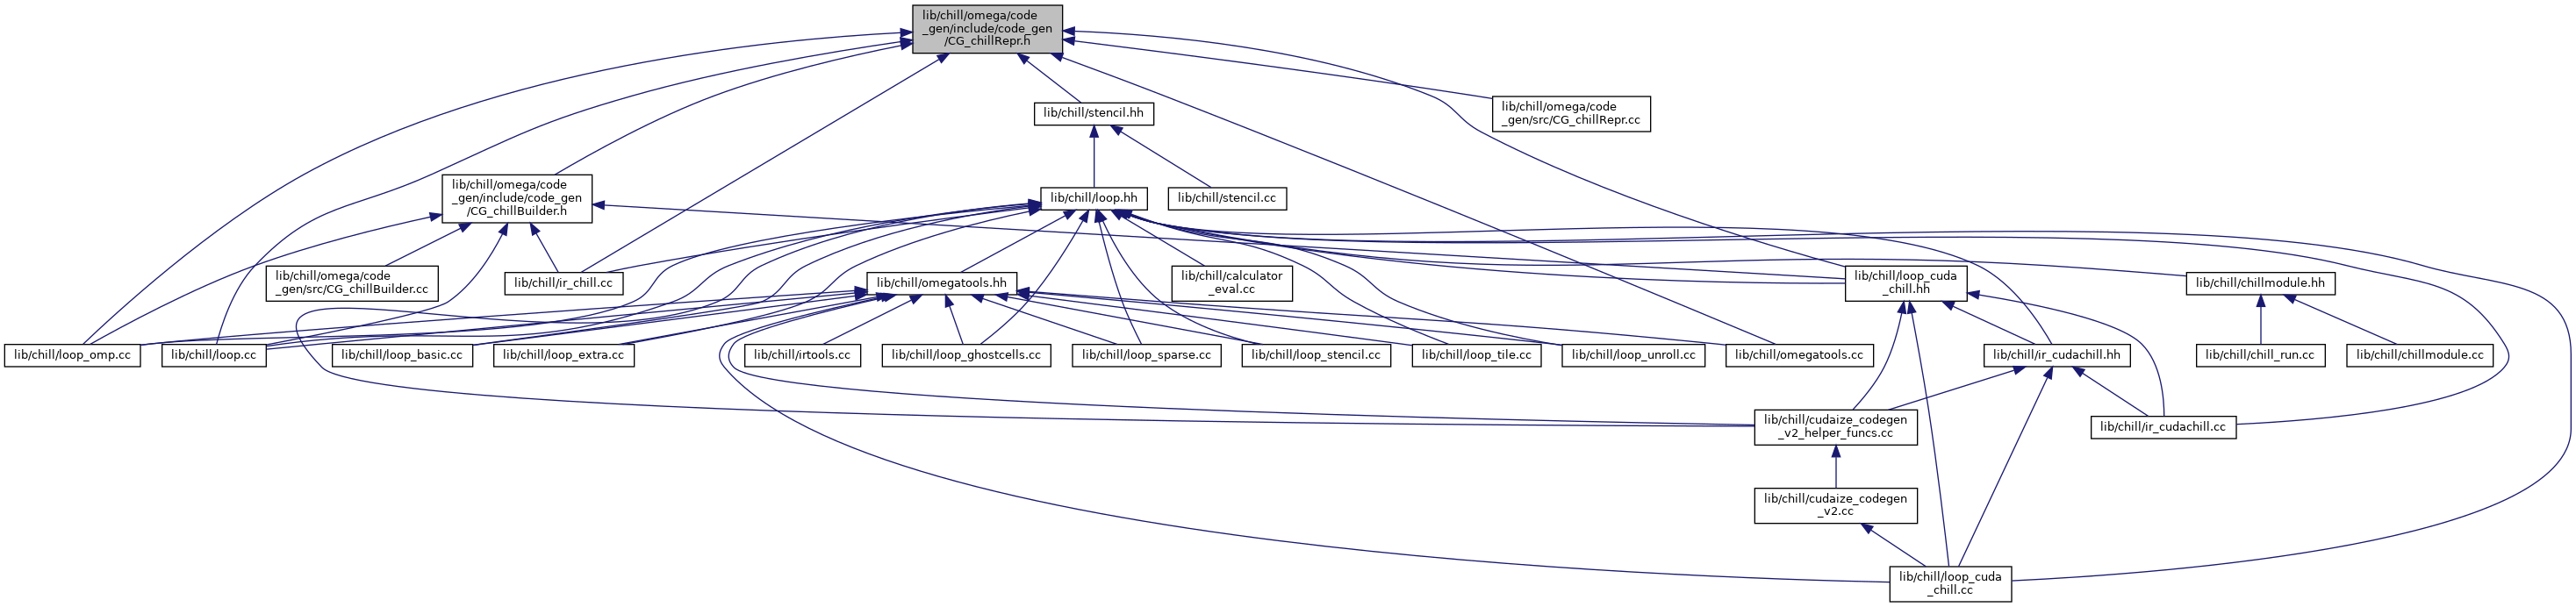 lib/chill/omega/code
_gen/include/code_gen
/CG_chillRepr.h
lib/chill/omega/code
_gen/src/CG_chillRepr.cc
lib/chill/stencil.hh
lib/chill/omega/code
_gen/include/code_gen
/CG_chillBuilder.h
lib/chill/loop.hh
lib/chill/stencil.cc
lib/chill/omega/code
_gen/src/CG_chillBuilder.cc
lib/chill/ir_chill.cc
lib/chill/omegatools.hh
lib/chill/calculator
_eval.cc
lib/chill/loop_cuda
_chill.hh
lib/chill/chillmodule.hh
lib/chill/loop_omp.cc
lib/chill/loop.cc
lib/chill/loop_basic.cc
lib/chill/loop_extra.cc
lib/chill/irtools.cc
lib/chill/loop_ghostcells.cc
lib/chill/loop_sparse.cc
lib/chill/loop_stencil.cc
lib/chill/loop_tile.cc
lib/chill/loop_unroll.cc
lib/chill/omegatools.cc
lib/chill/ir_cudachill.hh
lib/chill/chill_run.cc
lib/chill/chillmodule.cc
lib/chill/cudaize_codegen
_v2_helper_funcs.cc
lib/chill/ir_cudachill.cc
lib/chill/cudaize_codegen
_v2.cc
lib/chill/loop_cuda
_chill.cc